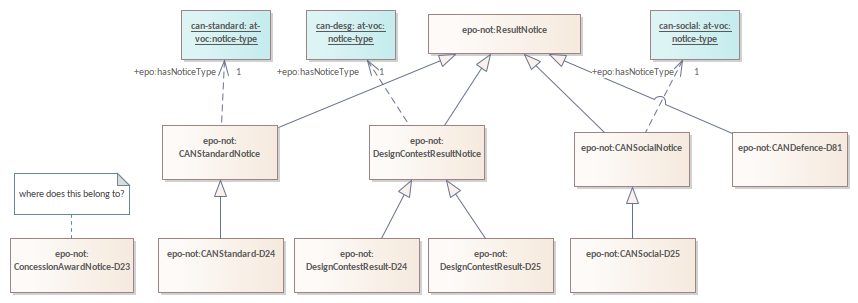 can-standard: at-
voc:notice-type
can-desg: at-voc:
notice-type
epo-not:ResultNotice
can-social: at-voc:
notice-type
+epo:hasNoticeType 1
+epo:hasNoticeType 1
+epo:hasNoticeType 1
epo-not:
CANStandardNotice
epo-not:
DesignContestResultNotice
epo-not:CANSocialNotice
epo-not:CANDefence-D81
where does this belong to?
epo-not:
ConcessionAwardNotice-D23
epo-not:CANStandard-D24
epo-not:
DesignContestResult-D24
epo-not:
DesignContestResult-D25
epo-not:CANSocial-D25